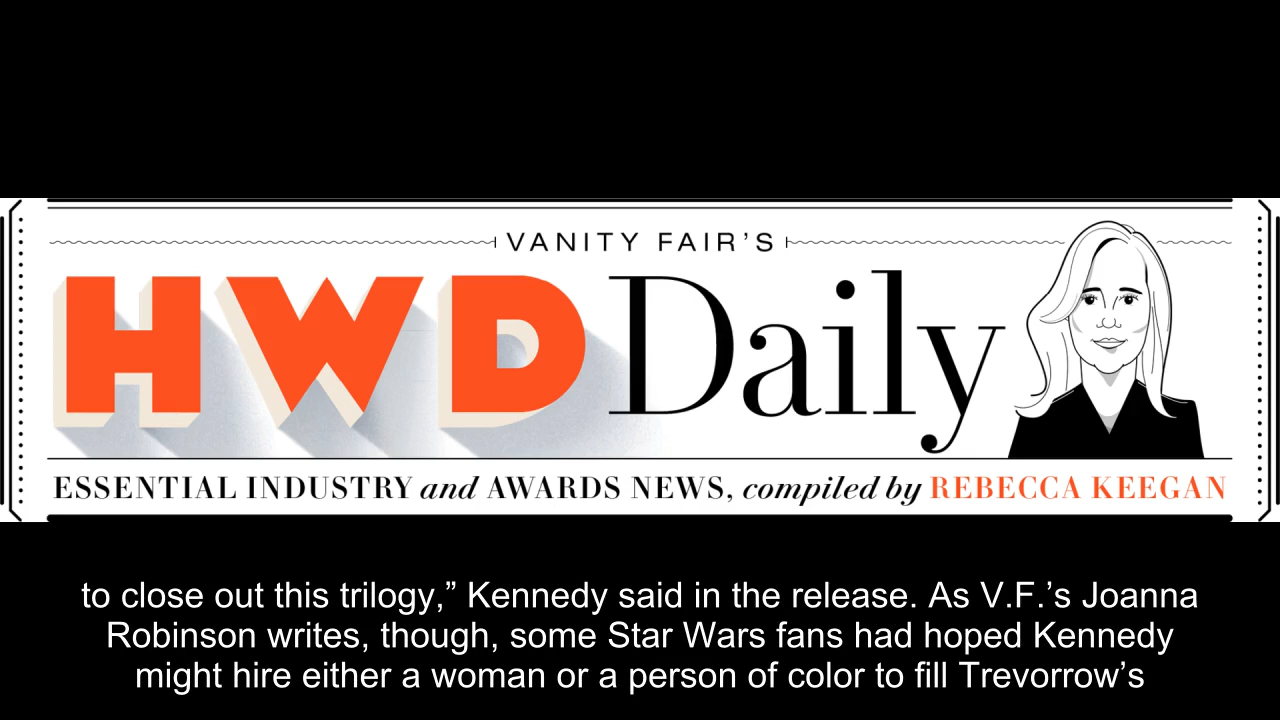 VANITY FAIR'S
HWD Daily
ESSENTIAL INDUSTRY and AWARDS NEWS, compiled by REBECCA KEEGAN
to close out this trilogy,” Kennedy said in the release. As V.F.’s Joanna
Robinson writes, though, some Star Wars fans had hoped Kennedy
might hire either a woman or a person of color to fill Trevorrow’s